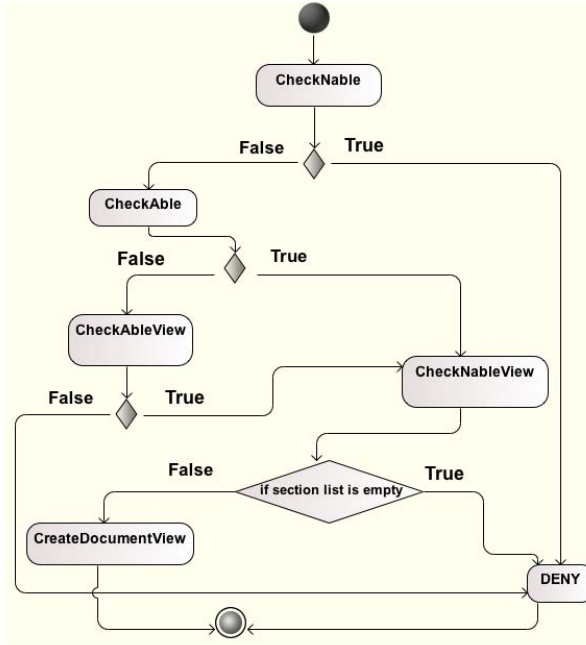 CheckNable
False
True
CheckAble
False
True
CheckAbleView
CheckNableView
False
True
False
True
if section list is empty
CreateDocumentView
DENY